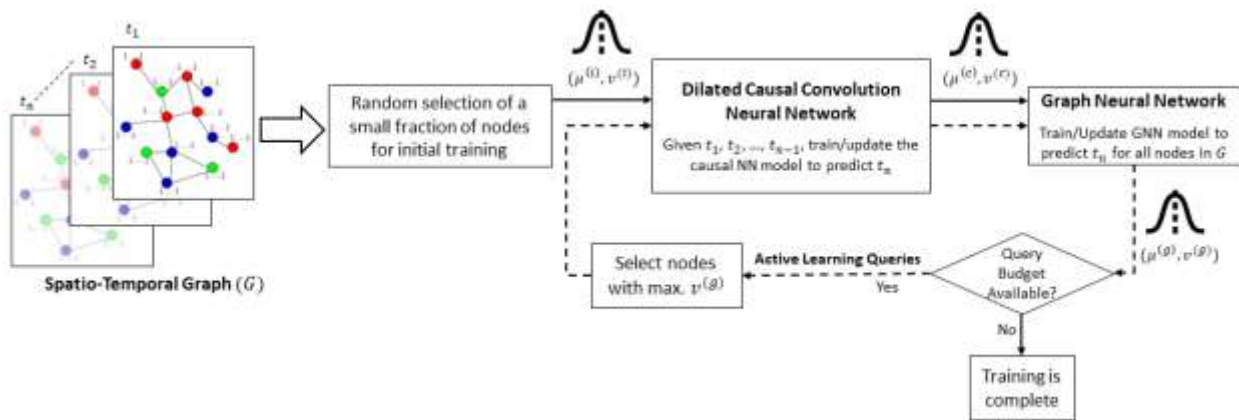 t₁
t₂
tₙ
Spatio-Temporal Graph (G)
Random selection of a
small fraction of nodes
for initial training
(μ⁽ⁱ⁾, v⁽ⁱ⁾)
Dilated Causal Convolution
Neural Network
Given t₁, t₂, ..., tₙ₋₁, train/update the
causal NN model to predict tₙ
(μ⁽ᶜ⁾, v⁽ᶜ⁾)
Graph Neural Network
Train/Update GNN model to
predict tₙ for all nodes in G
(μ⁽ᵍ⁾, v⁽ᵍ⁾)
Query
Budget
Available?
Active Learning Queries
Yes
Select nodes
with max. v⁽ᵍ⁾
No
Training is
complete